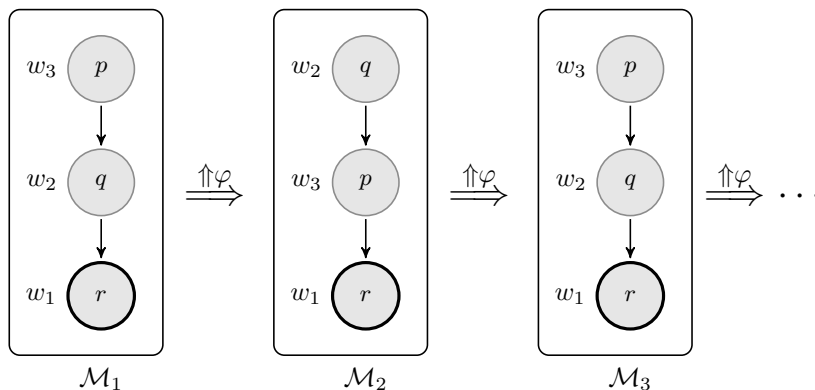 w₃ p w₂ q w₃ p
⇑φ ⇑φ ⇑φ
w₂ q w₃ p w₂ q
⟹ ⟹ ⟹ · · ·
w₁ r w₁ r w₁ r
ℳ₁ ℳ₂ ℳ₃